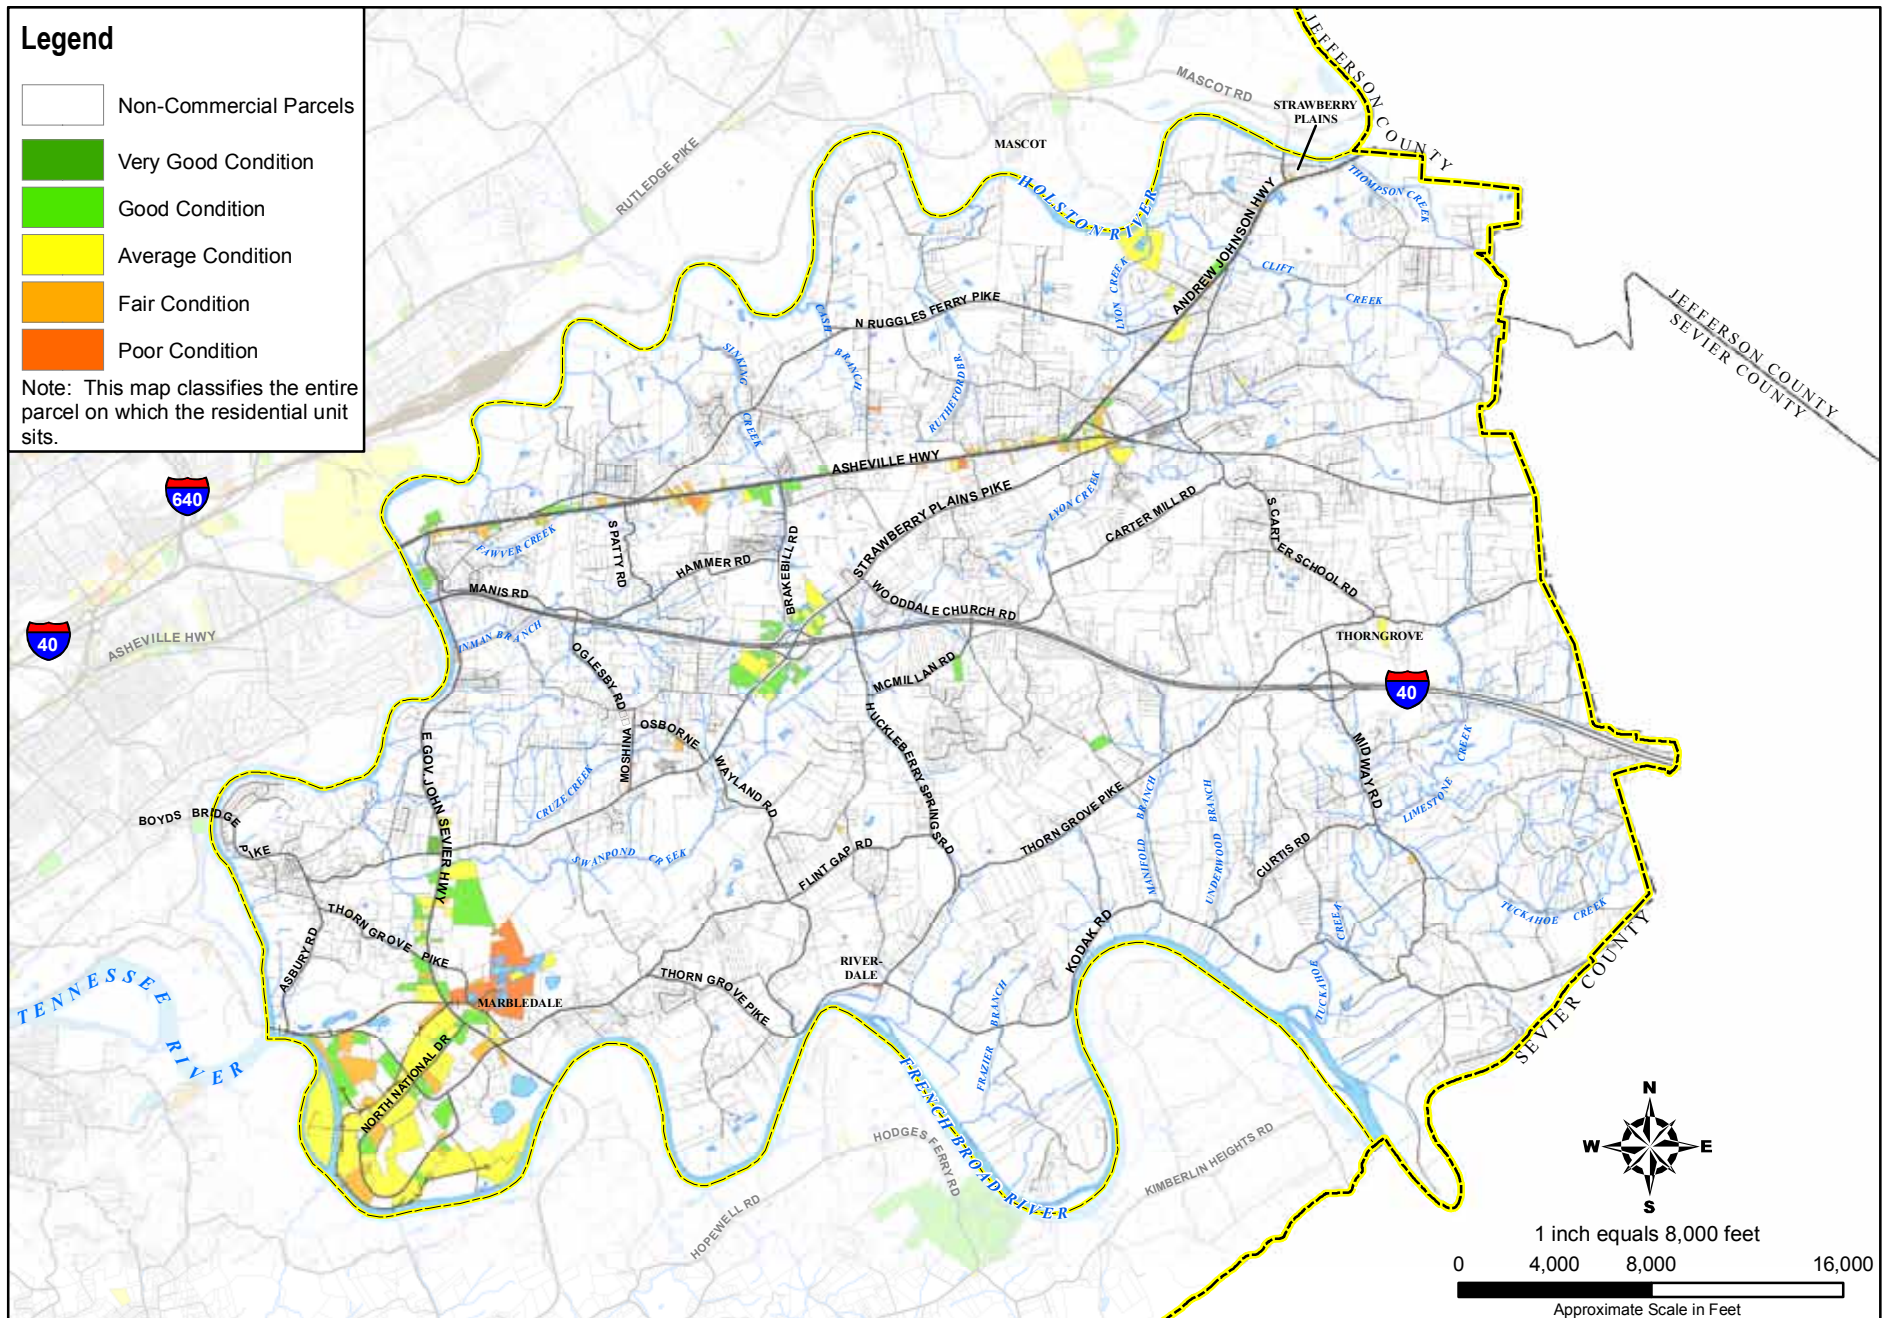 Legend
Non-Commercial Parcels
Very Good Condition
Good Condition
Average Condition
Fair Condition
Poor Condition
Note: This map classifies the entire
parcel on which the residential unit
sits.
JEFFERSON COUNTY
MASCOT RD
STRAWBERRY
PLAINS
MASCOT
RUTLEDGE PIKE
HOLSTON RIVER
THOMPSON CREEK
ANDREW JOHNSON HWY
LYON CREEK
CLIFT CREEK
JEFFERSON COUNTY
SEVIER COUNTY
N RUGGLES FERRY PIKE
CASH BRANCH
SINKING CREEK
RUTHEFORD BR.
ASHEVILLE HWY
640
STRAWBERRY PLAINS PIKE
LYON CREEK
CARTER MILL RD
S CARTER SCHOOL RD
FAWVER CREEK
S PATTY RD
HAMMER RD
BRAKEBILL RD
MANIS RD
WOODDALE CHURCH RD
40
ASHEVILLE HWY
INMAN BRANCH
THORNGROVE
OGLESBY RD
MCMILLAN RD
40
OSBORNE
MOSHINA
HUCKLEBERRY SPRINGS RD
E GOV. JOHN SEVIER HWY
MIDWAY RD
CREEK
LIMESTONE
CRUZE CREEK
WAYLAND RD
BOYDS BRIDGE PIKE
THORN GROVE PIKE
MANIFOLD BRANCH
UNDERWOOD BRANCH
CURTIS RD
SWANPOND CREEK
FLINT GAP RD
THORN GROVE PIKE
TUCKAHOE CREEK
ASBURY RD
KODAK RD
TUCKAHOE CREEK
RIVER-
DALE
THORN GROVE PIKE
MARBLEDALE
TENNESSEE RIVER
FRAZIER BRANCH
SEVIER COUNTY
NORTH NATIONAL DR
FRENCH BROAD RIVER
HODGES FERRY RD
KIMBERLIN HEIGHTS RD
HOPEWELL RD
N
W E
S
1 inch equals 8,000 feet
0 4,000 8,000 16,000
Approximate Scale in Feet